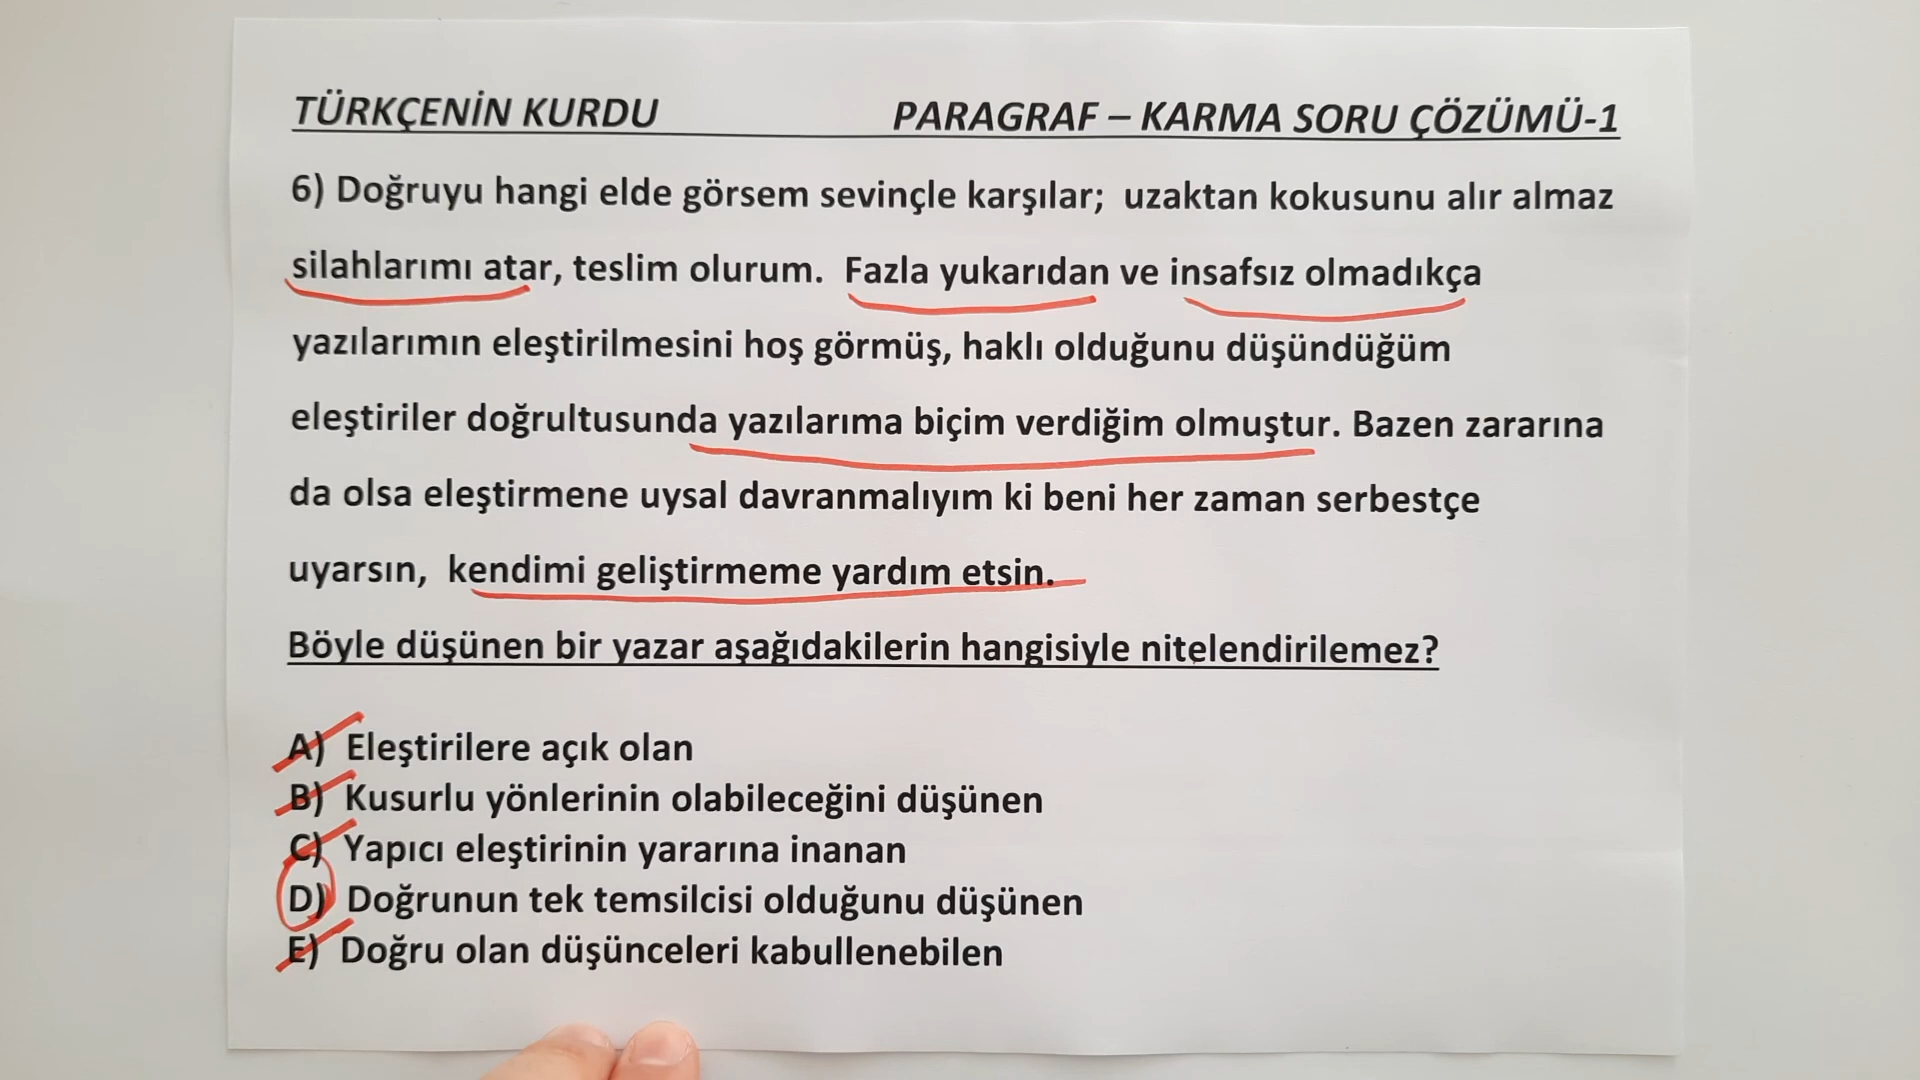 TÜRKÇENİN KURDU PARAGRAF – KARMA SORU ÇÖZÜMÜ-1
6) Doğruyu hangi elde görsem sevinçle karşılar; uzaktan kokusunu alır almaz
silahlarımı atar, teslim olurum. Fazla yukarıdan ve insafsız olmadıkça
yazılarımın eleştirilmesini hoş görmüş, haklı olduğunu düşündüğüm
eleştiriler doğrultusunda yazılarıma biçim verdiğim olmuştur. Bazen zararına
da olsa eleştirmene uysal davranmalıyım ki beni her zaman serbestçe
uyarsın, kendimi geliştirmeme yardım etsin.
Böyle düşünen bir yazar aşağıdakilerin hangisiyle nitelendirilemez?
A) Eleştirilere açık olan
B) Kusurlu yönlerinin olabileceğini düşünen
C) Yapıcı eleştirinin yararına inanan
D) Doğrunun tek temsilcisi olduğunu düşünen
E) Doğru olan düşünceleri kabullenebilen